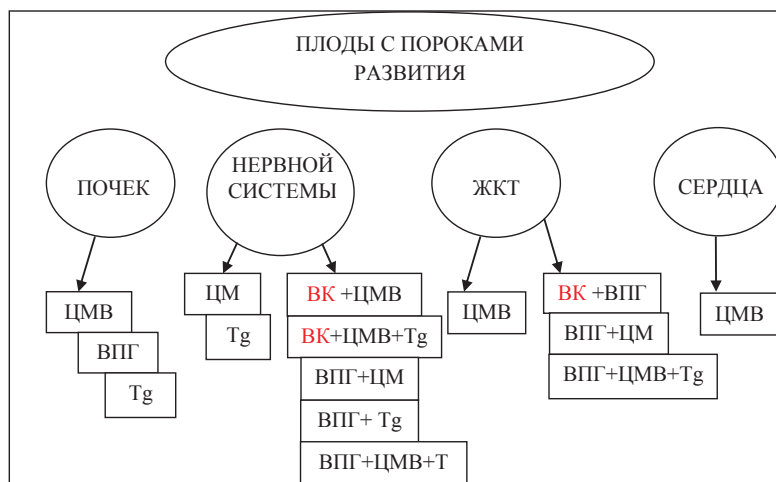 ПЛОДЫ С ПОРОКАМИ
РАЗВИТИЯ
ПОЧЕК
НЕРВНОЙ
СИСТЕМЫ
ЖКТ
СЕРДЦА
ЦМВ
ВПГ
Tg
ЦМ
Tg
ВК +ЦМВ
ВК+ЦМВ+Tg
ВПГ+ЦМ
ВПГ+ Tg
ВПГ+ЦМВ+Т
ЦМВ
ВК +ВПГ
ВПГ+ЦМ
ВПГ+ЦМВ+Tg
ЦМВ